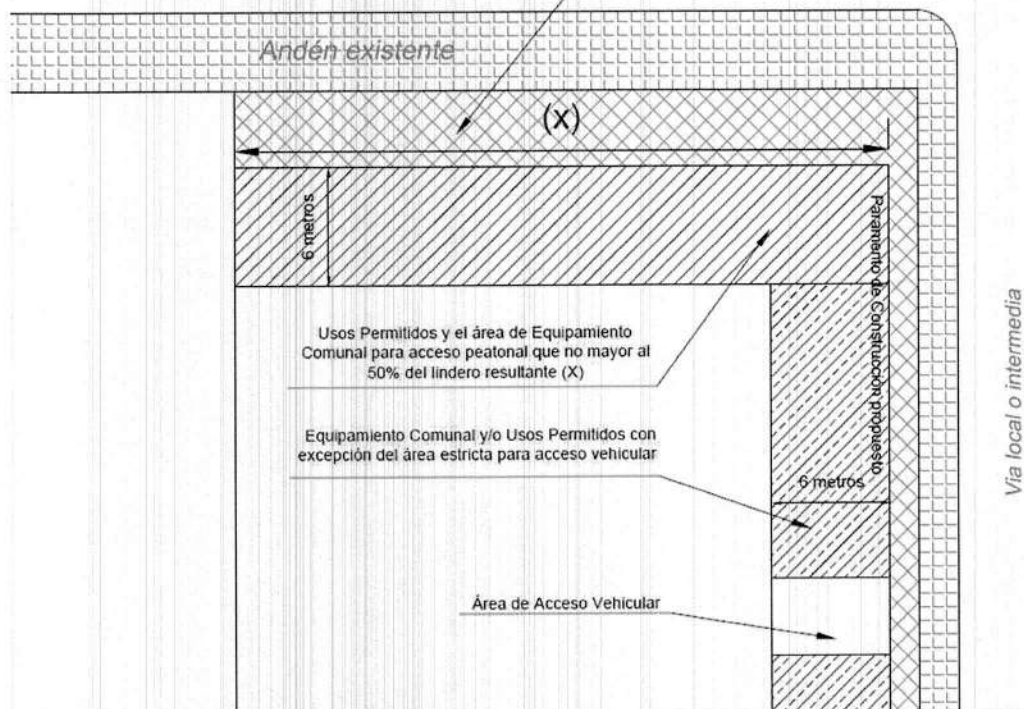 Andén existente
(x)
6 metros
Paramento de Construcción propuesto
Usos Permitidos y el área de Equipamiento
Comunal para acceso peatonal que no mayor al
50% del lindero resultante (X)
Equipamiento Comunal y/o Usos Permitidos con
excepción del área estricta para acceso vehicular
6 metros
Área de Acceso Vehicular
Via local o intermedia